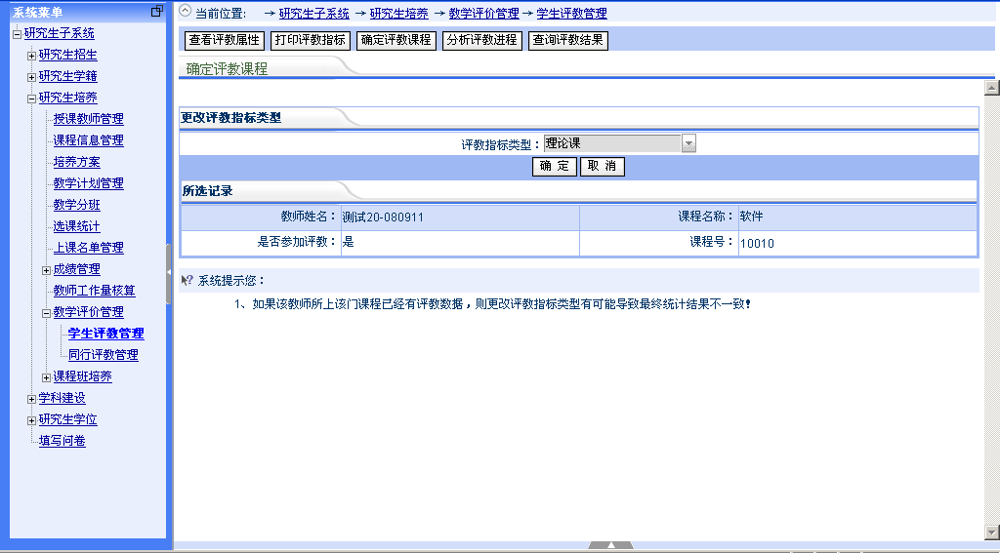 系统菜单
研究生子系统
研究生招生
研究生学籍
研究生培养
授课教师管理
课程信息管理
培养方案
教学计划管理
教学分班
选课统计
上课名单管理
成绩管理
教师工作量核算
教学评价管理
学生评教管理
同行评教管理
课程班培养
学科建设
研究生学位
填写问卷
当前位置: →研究生子系统 →研究生培养 →教学评价管理→学生评教管理
查看评教属性 打印评教指标 确定评教课程 分析评教进程 查询评教结果
确定评教课程
更改评教指标类型
评教指标类型: 理论课
确 定 取 消
所选记录
教师姓名: 测试20-080911 课程名称: 软件
是否参加评教: 是 课程号: 10010
系统提示您:
1、如果该教师所上该门课程已经有评教数据,则更改评教指标类型有可能导致最终统计结果不一致!